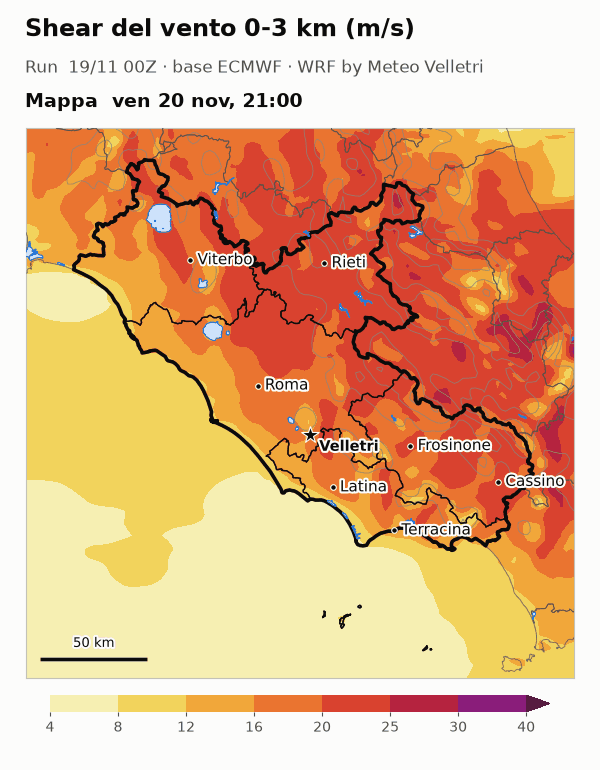 Shear del vento 0-3 km (m/s)
Run  19/11 00Z · base ECMWF · WRF by Meteo Velletri
Mappa  ven 20 nov, 21:00
Viterbo
Rieti
Roma
Velletri
Frosinone
Latina
Cassino
Terracina
50 km
4 8 12 16 20 25 30 40